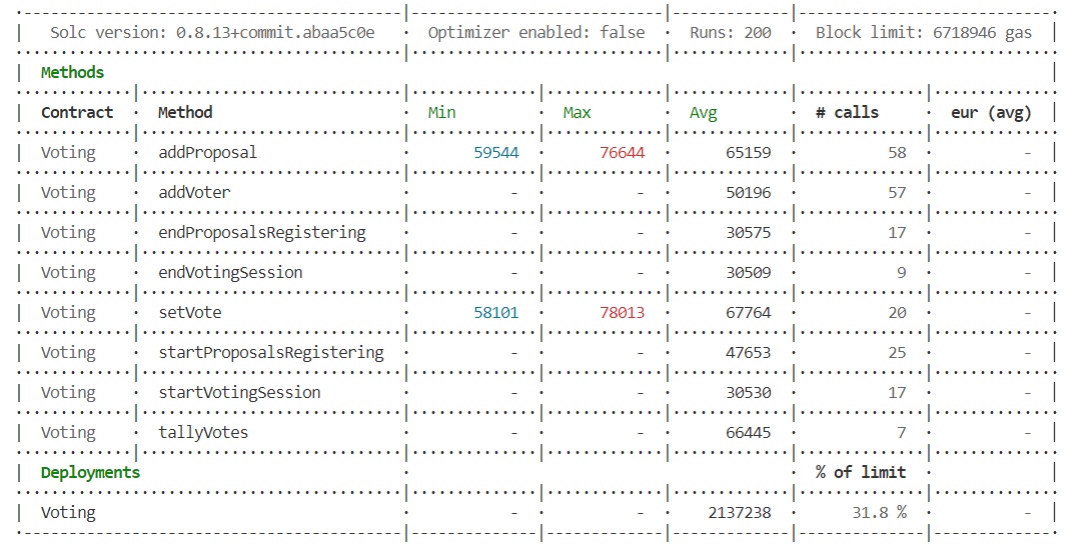 Solc version: 0.8.13+commit.abaa5c0e · Optimizer enabled: false · Runs: 200 · Block limit: 6718946 gas
Methods
Contract · Method · Min · Max · Avg · # calls · eur (avg)
Voting · addProposal · 59544 · 76644 · 65159 · 58 · -
Voting · addVoter · - · - · 50196 · 57 · -
Voting · endProposalsRegistering · - · - · 30575 · 17 · -
Voting · endVotingSession · - · - · 30509 · 9 · -
Voting · setVote · 58101 · 78013 · 67764 · 20 · -
Voting · startProposalsRegistering · - · - · 47653 · 25 · -
Voting · startVotingSession · - · - · 30530 · 17 · -
Voting · tallyVotes · - · - · 66445 · 7 · -
Deployments · % of limit ·
Voting · - · - · 2137238 · 31.8 % · -